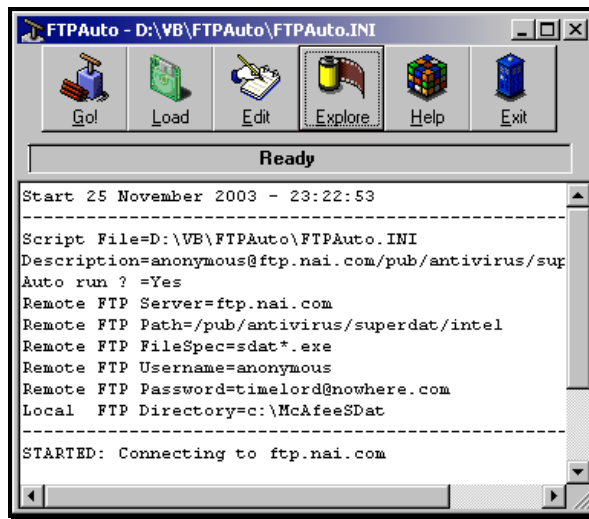 FTPAuto - D:\VB\FTPAuto\FTPAuto.INI
Go! Load Edit Explore Help Exit
Ready
Start 25 November 2003 - 23:22:53
------------------------------------------------------
Script File=D:\VB\FTPAuto\FTPAuto.INI
Description=anonymous@ftp.nai.com/pub/antivirus/sup
Auto run ? =Yes
Remote FTP Server=ftp.nai.com
Remote FTP Path=/pub/antivirus/superdat/intel
Remote FTP FileSpec=sdat*.exe
Remote FTP Username=anonymous
Remote FTP Password=timelord@nowhere.com
Local  FTP Directory=c:\McAfeeSDat
------------------------------------------------------
STARTED: Connecting to ftp.nai.com